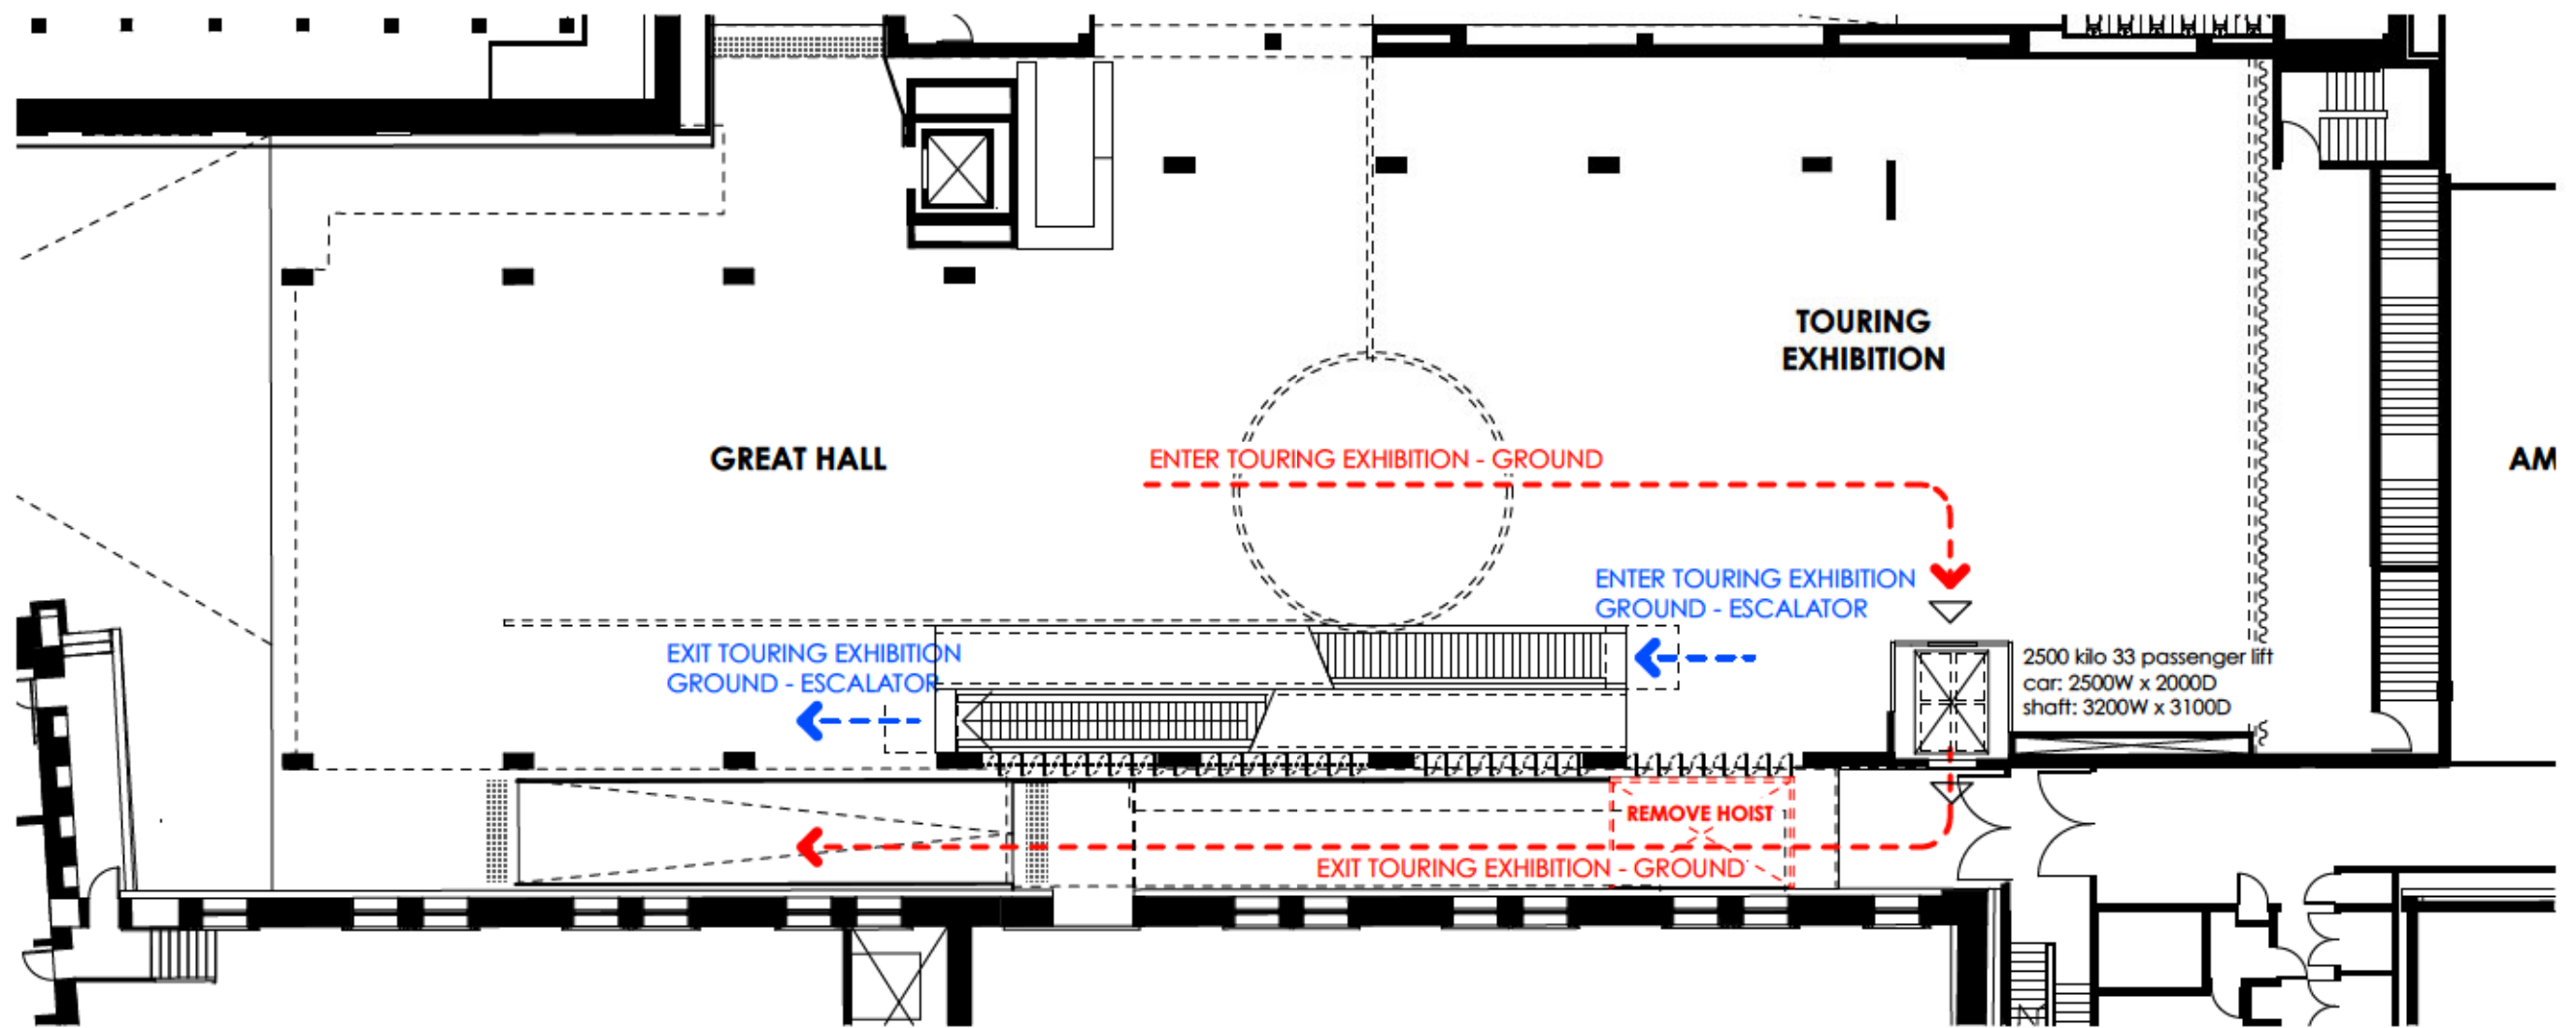 TOURING
EXHIBITION
GREAT HALL
AM
ENTER TOURING EXHIBITION - GROUND
ENTER TOURING EXHIBITION
GROUND - ESCALATOR
EXIT TOURING EXHIBITION
GROUND - ESCALATOR
2500 kilo 33 passenger lift
car: 2500W x 2000D
shaft: 3200W x 3100D
REMOVE HOIST
EXIT TOURING EXHIBITION - GROUND